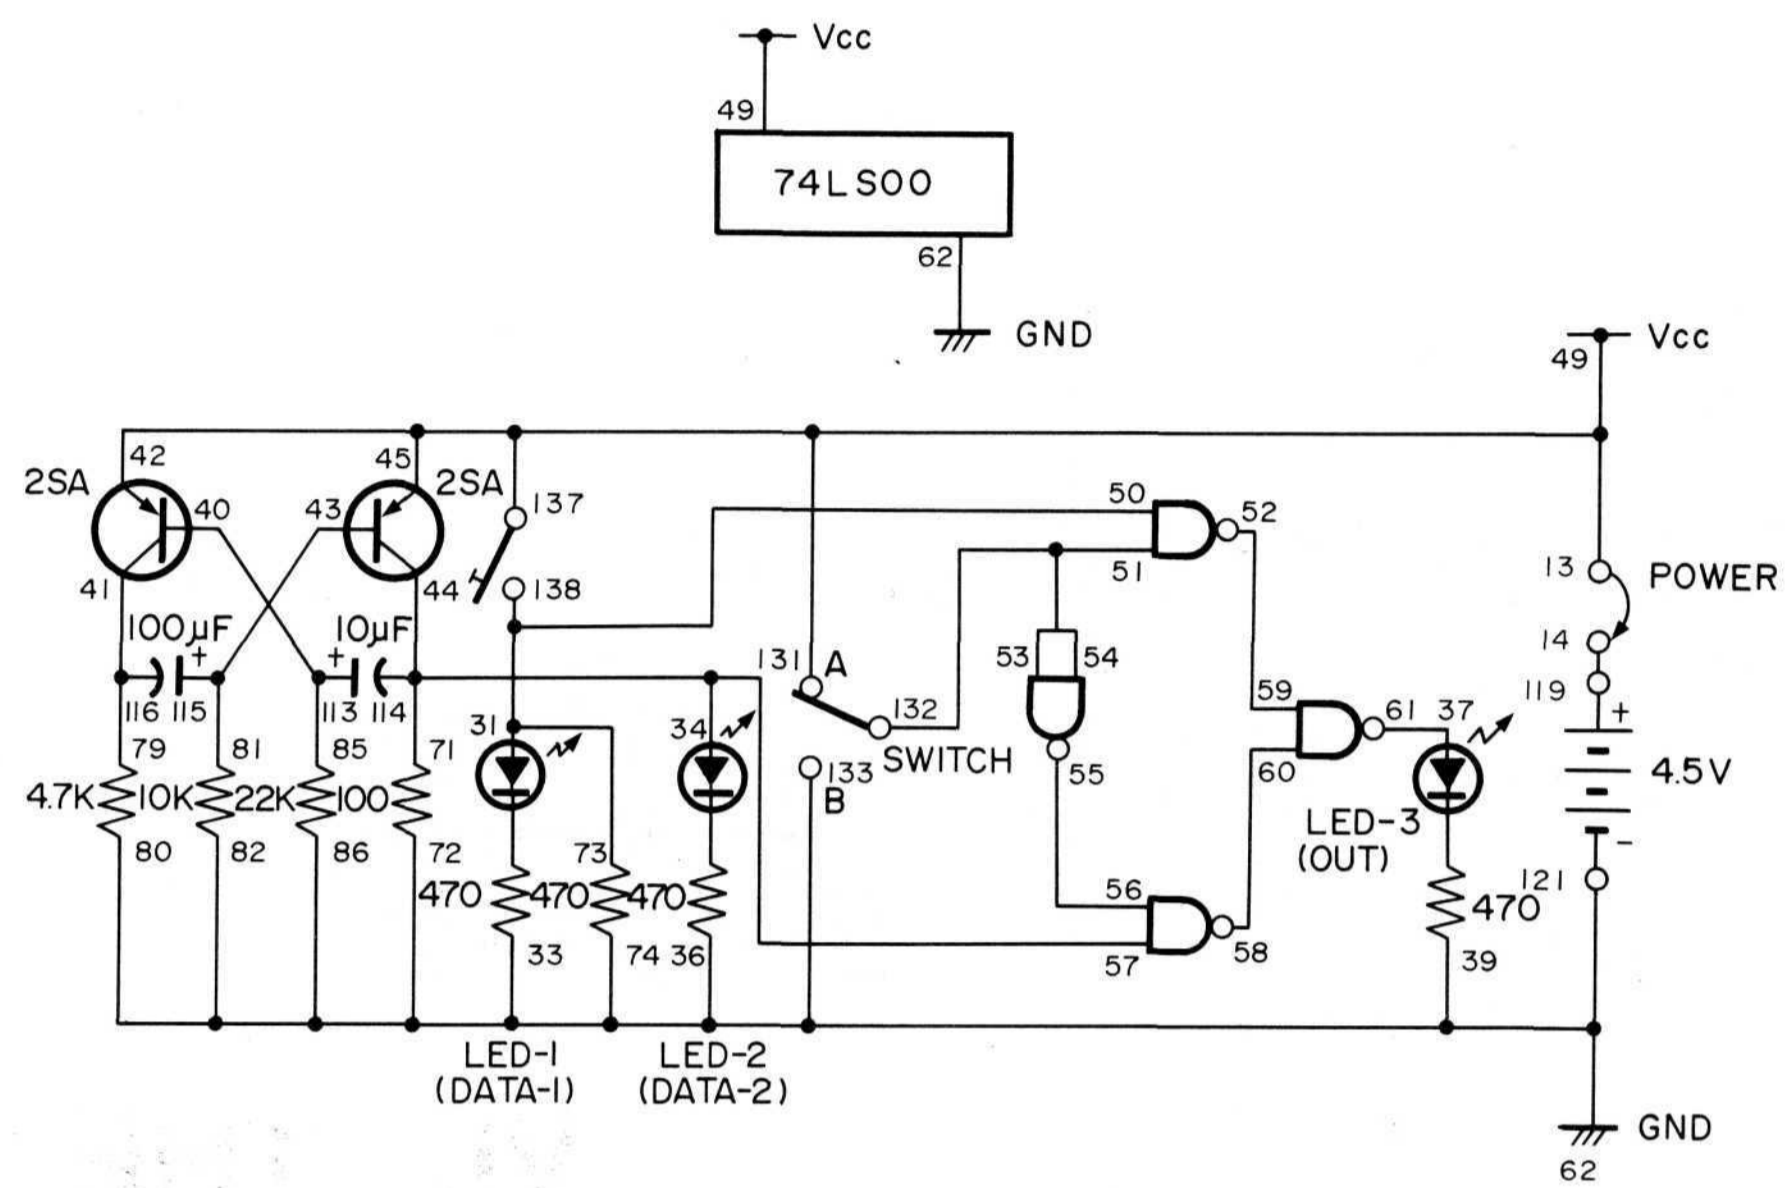 Vcc
49
74LS00
62
GND
Vcc
49
42 45
2SA 2SA
40 43
137
50 52
41 44 138
51
13 POWER
100µF 10µF
+ +
14
131 A
53 54
119
116 115 113 114
132
59 61 37
+
79 81 85 71
31 34
SWITCH
133
B
55
60
4.7K 10K 22K 100
4.5V
LED-3
(OUT)
-
80 82 86 72 73
470 470 470
56
121
470
33 74 36
57 58
39
LED-1 LED-2
(DATA-1) (DATA-2)
GND
62